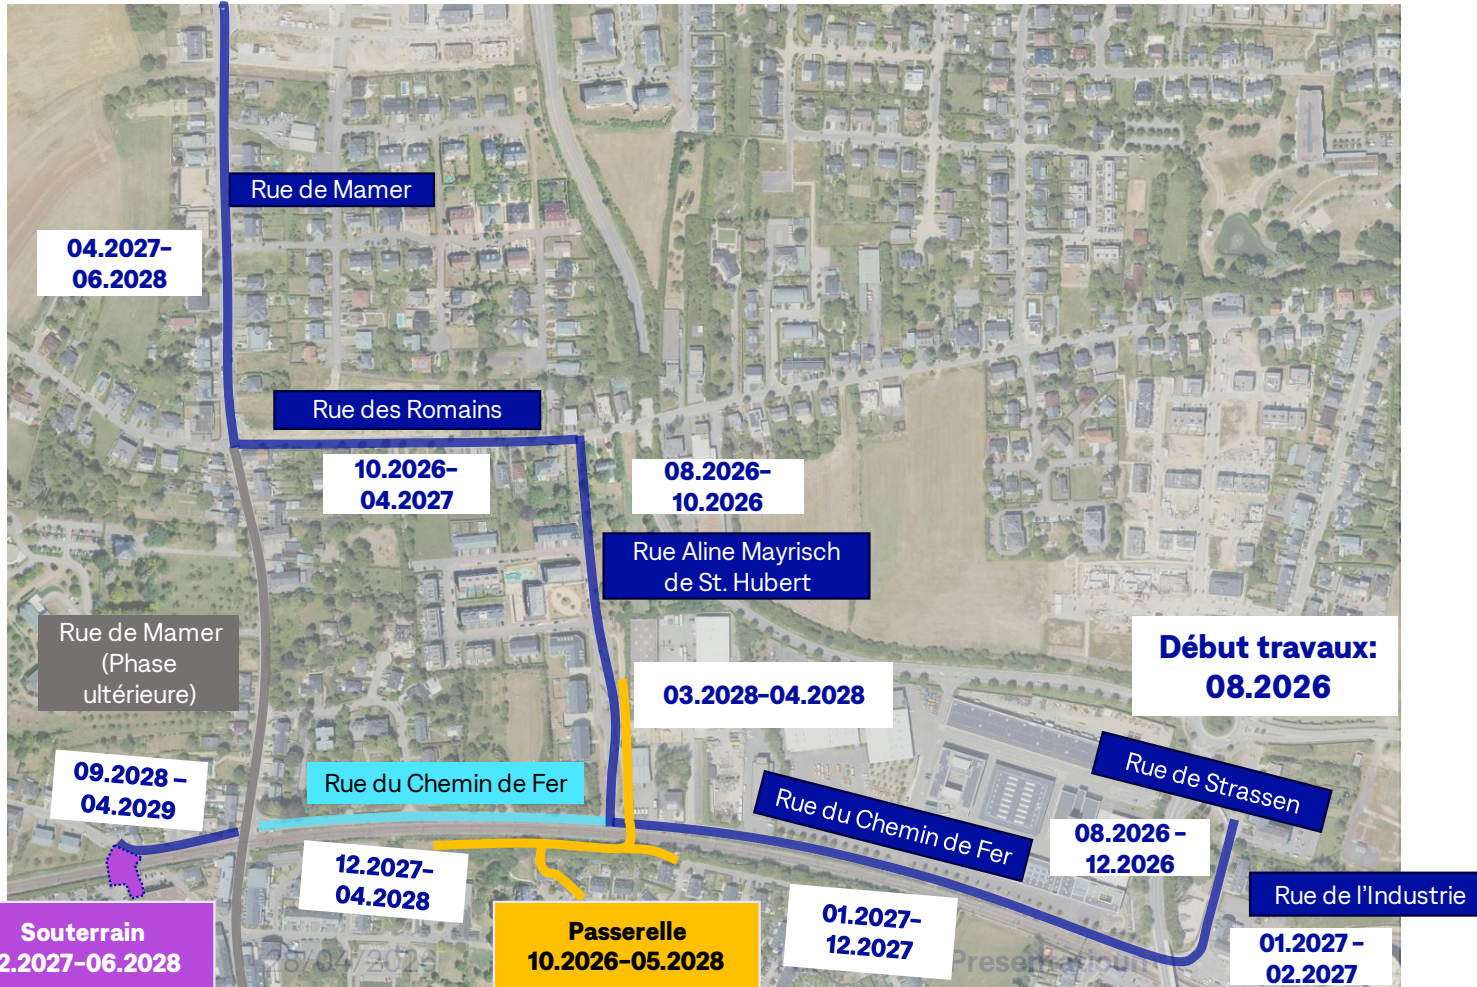 Rue de Mamer
04.2027–
06.2028
Rue des Romains
10.2026–
04.2027
08.2026–
10.2026
Rue Aline Mayrisch
de St. Hubert
Rue de Mamer
(Phase
ultérieure)
Début travaux:
08.2026
03.2028–04.2028
09.2028 –
04.2029
Rue du Chemin de Fer
Rue de Strassen
Rue du Chemin de Fer
08.2026 –
12.2026
12.2027–
04.2028
Rue de l'Industrie
01.2027–
12.2027
01.2027 –
02.2027
Souterrain
2.2027–06.2028
Passerelle
10.2026–05.2028
28/04/2026
Presentatioun